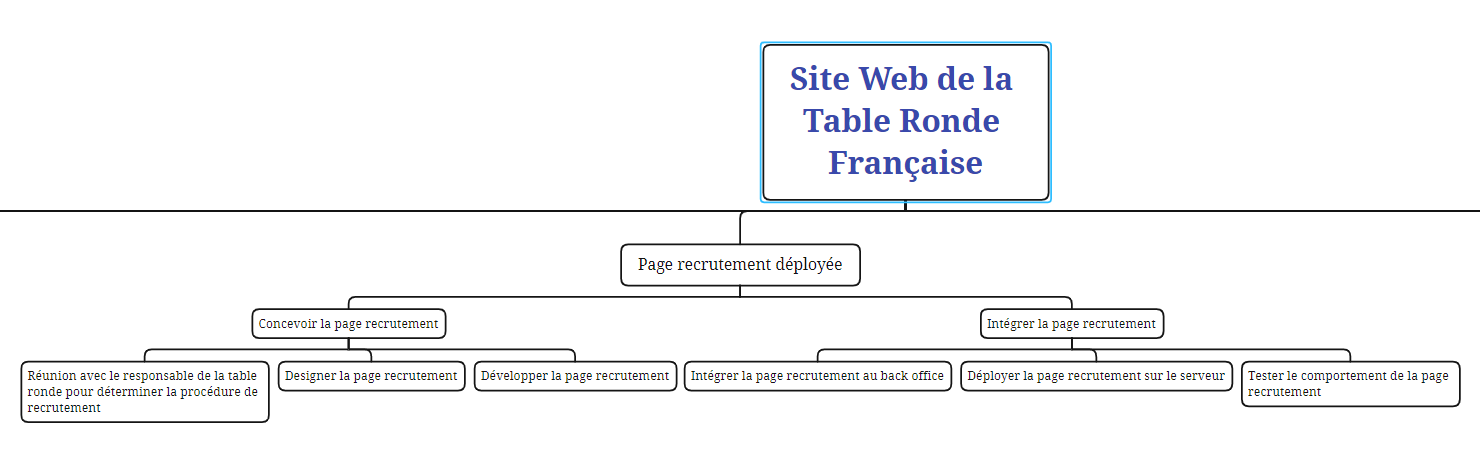 Site Web de la
Table Ronde
Française
Page recrutement déployée
Concevoir la page recrutement
Intégrer la page recrutement
Réunion avec le responsable de la table
ronde pour déterminer la procédure de
recrutement
Designer la page recrutement
Développer la page recrutement
Intégrer la page recrutement au back office
Déployer la page recrutement sur le serveur
Tester le comportement de la page
recrutement